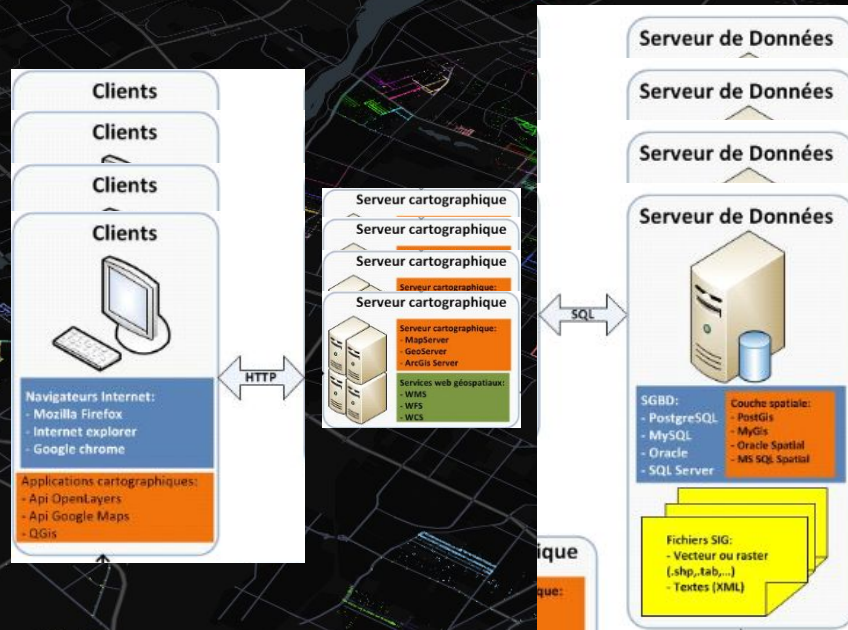 Clients
Clients
Clients
Clients
Navigateurs Internet:
- Mozilla Firefox
- Internet explorer
- Google chrome
Applications cartographiques:
- Api OpenLayers
- Api Google Maps
- QGis
HTTP
Serveur cartographique
Serveur cartographique
Serveur cartographique
Serveur cartographique:
Serveur cartographique
Serveur cartographique:
- MapServer
- GeoServer
- ArcGis Server
Services web géospatiaux:
- WMS
- WFS
- WCS
SQL
ique
que:
Serveur de Données
Serveur de Données
Serveur de Données
Serveur de Données
SGBD:
- PostgreSQL
- MySQL
- Oracle
- SQL Server
Couche spatiale:
- PostGis
- MyGis
- Oracle Spatial
- MS SQL Spatial
Fichiers SIG:
- Vecteur ou raster
(.shp,.tab,...)
- Textes (XML)